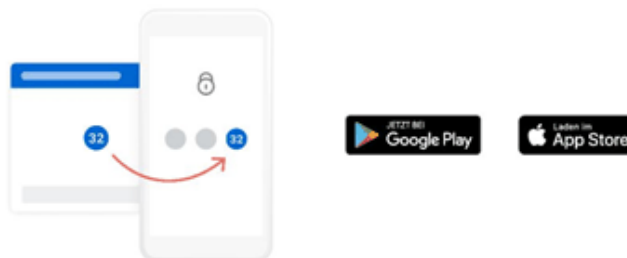 32
32
JETZT BEI
Google Play
Laden im
App Store